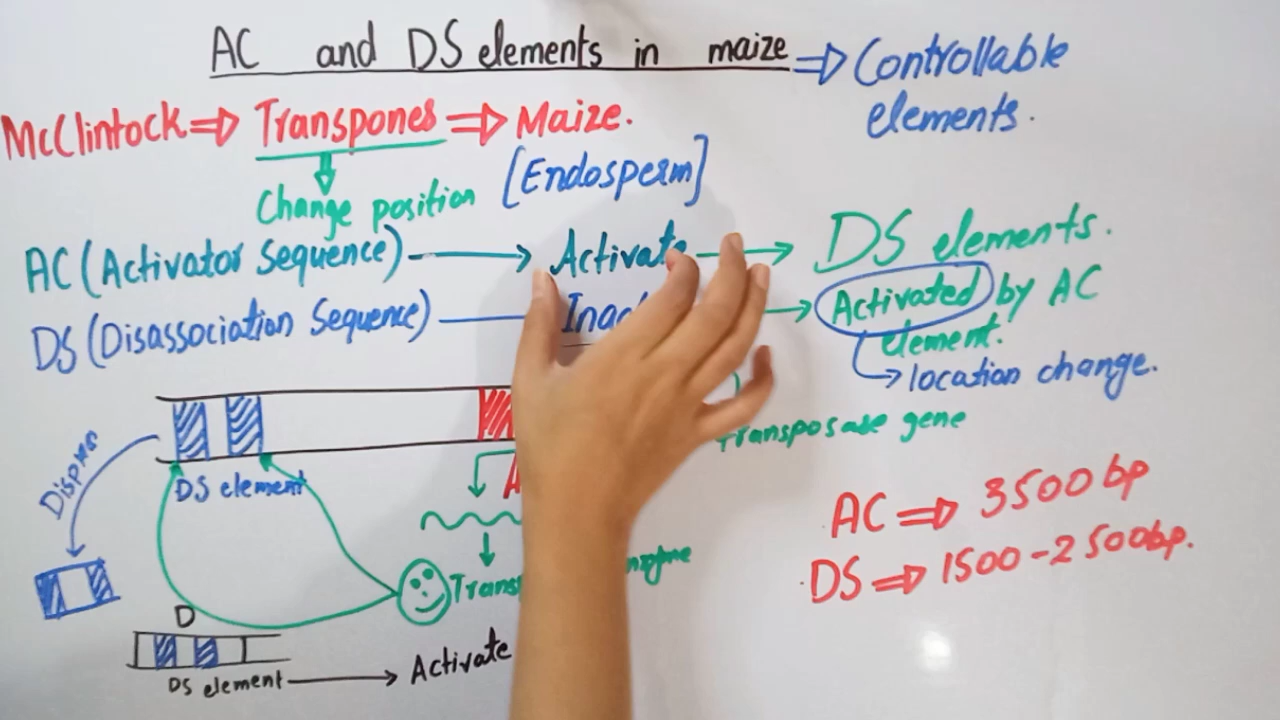 AC and DS elements in maize ⇒ Controllable
elements.
McClintock ⇒ Transpones ⇒ Maize.
[Endosperm]
Change position
AC (Activator Sequence) → Activate → DS elements.
DS (Disassociation Sequence) → Activated by AC
element.
location change.
Transposase gene
DS element
AC ⇒ 3500 bp
DS ⇒ 1500-2500bp.
D
DS element → Activate